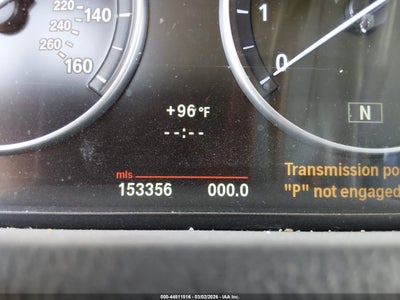 220 140
240
260 160
1
0
+96 °F
--:--
N
mls
153356 000.0
Transmission po
"P" not engaged
000-44911516 - 03/02/2026 - IAA Inc.